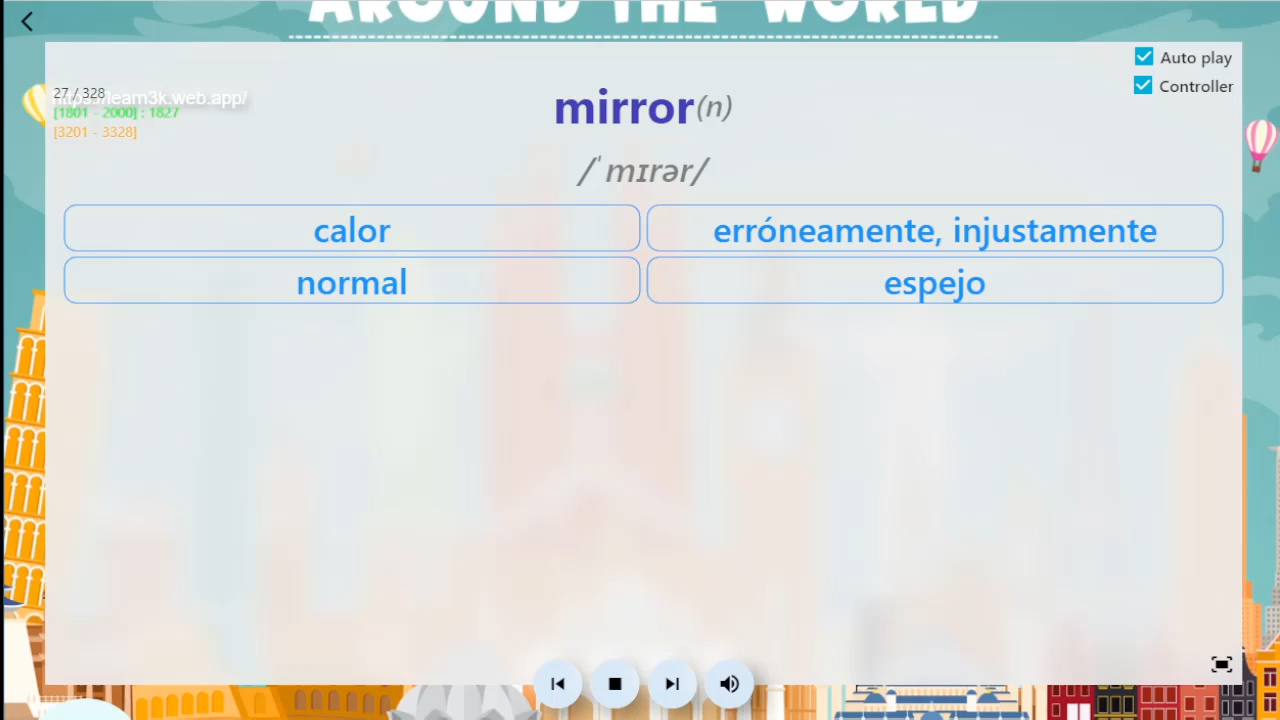 AROUND THE WORLD
Auto play
27 / 328
https://learn3k.web.app/
Controller
[1801 - 2000] : 1827
[3201 - 3328]
mirror(n)
/ˈmɪrər/
calor
erróneamente, injustamente
normal
espejo